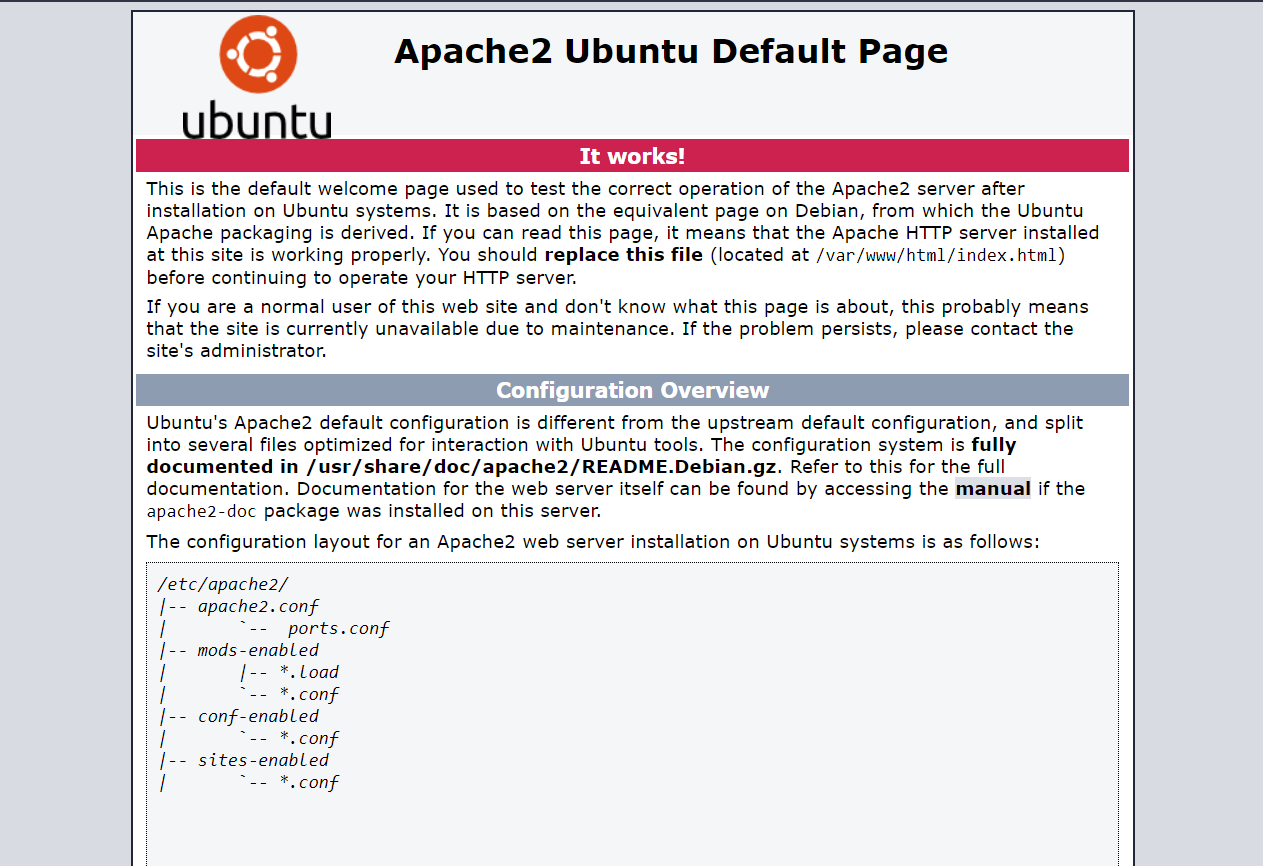 ubuntu
Apache2 Ubuntu Default Page
It works!
This is the default welcome page used to test the correct operation of the Apache2 server after
installation on Ubuntu systems. It is based on the equivalent page on Debian, from which the Ubuntu
Apache packaging is derived. If you can read this page, it means that the Apache HTTP server installed
at this site is working properly. You should replace this file (located at /var/www/html/index.html)
before continuing to operate your HTTP server.
If you are a normal user of this web site and don't know what this page is about, this probably means
that the site is currently unavailable due to maintenance. If the problem persists, please contact the
site's administrator.
Configuration Overview
Ubuntu's Apache2 default configuration is different from the upstream default configuration, and split
into several files optimized for interaction with Ubuntu tools. The configuration system is fully
documented in /usr/share/doc/apache2/README.Debian.gz. Refer to this for the full
documentation. Documentation for the web server itself can be found by accessing the manual if the
apache2-doc package was installed on this server.
The configuration layout for an Apache2 web server installation on Ubuntu systems is as follows:
/etc/apache2/
|-- apache2.conf
|       `--  ports.conf
|-- mods-enabled
|       |-- *.load
|       `-- *.conf
|-- conf-enabled
|       `-- *.conf
|-- sites-enabled
|       `-- *.conf